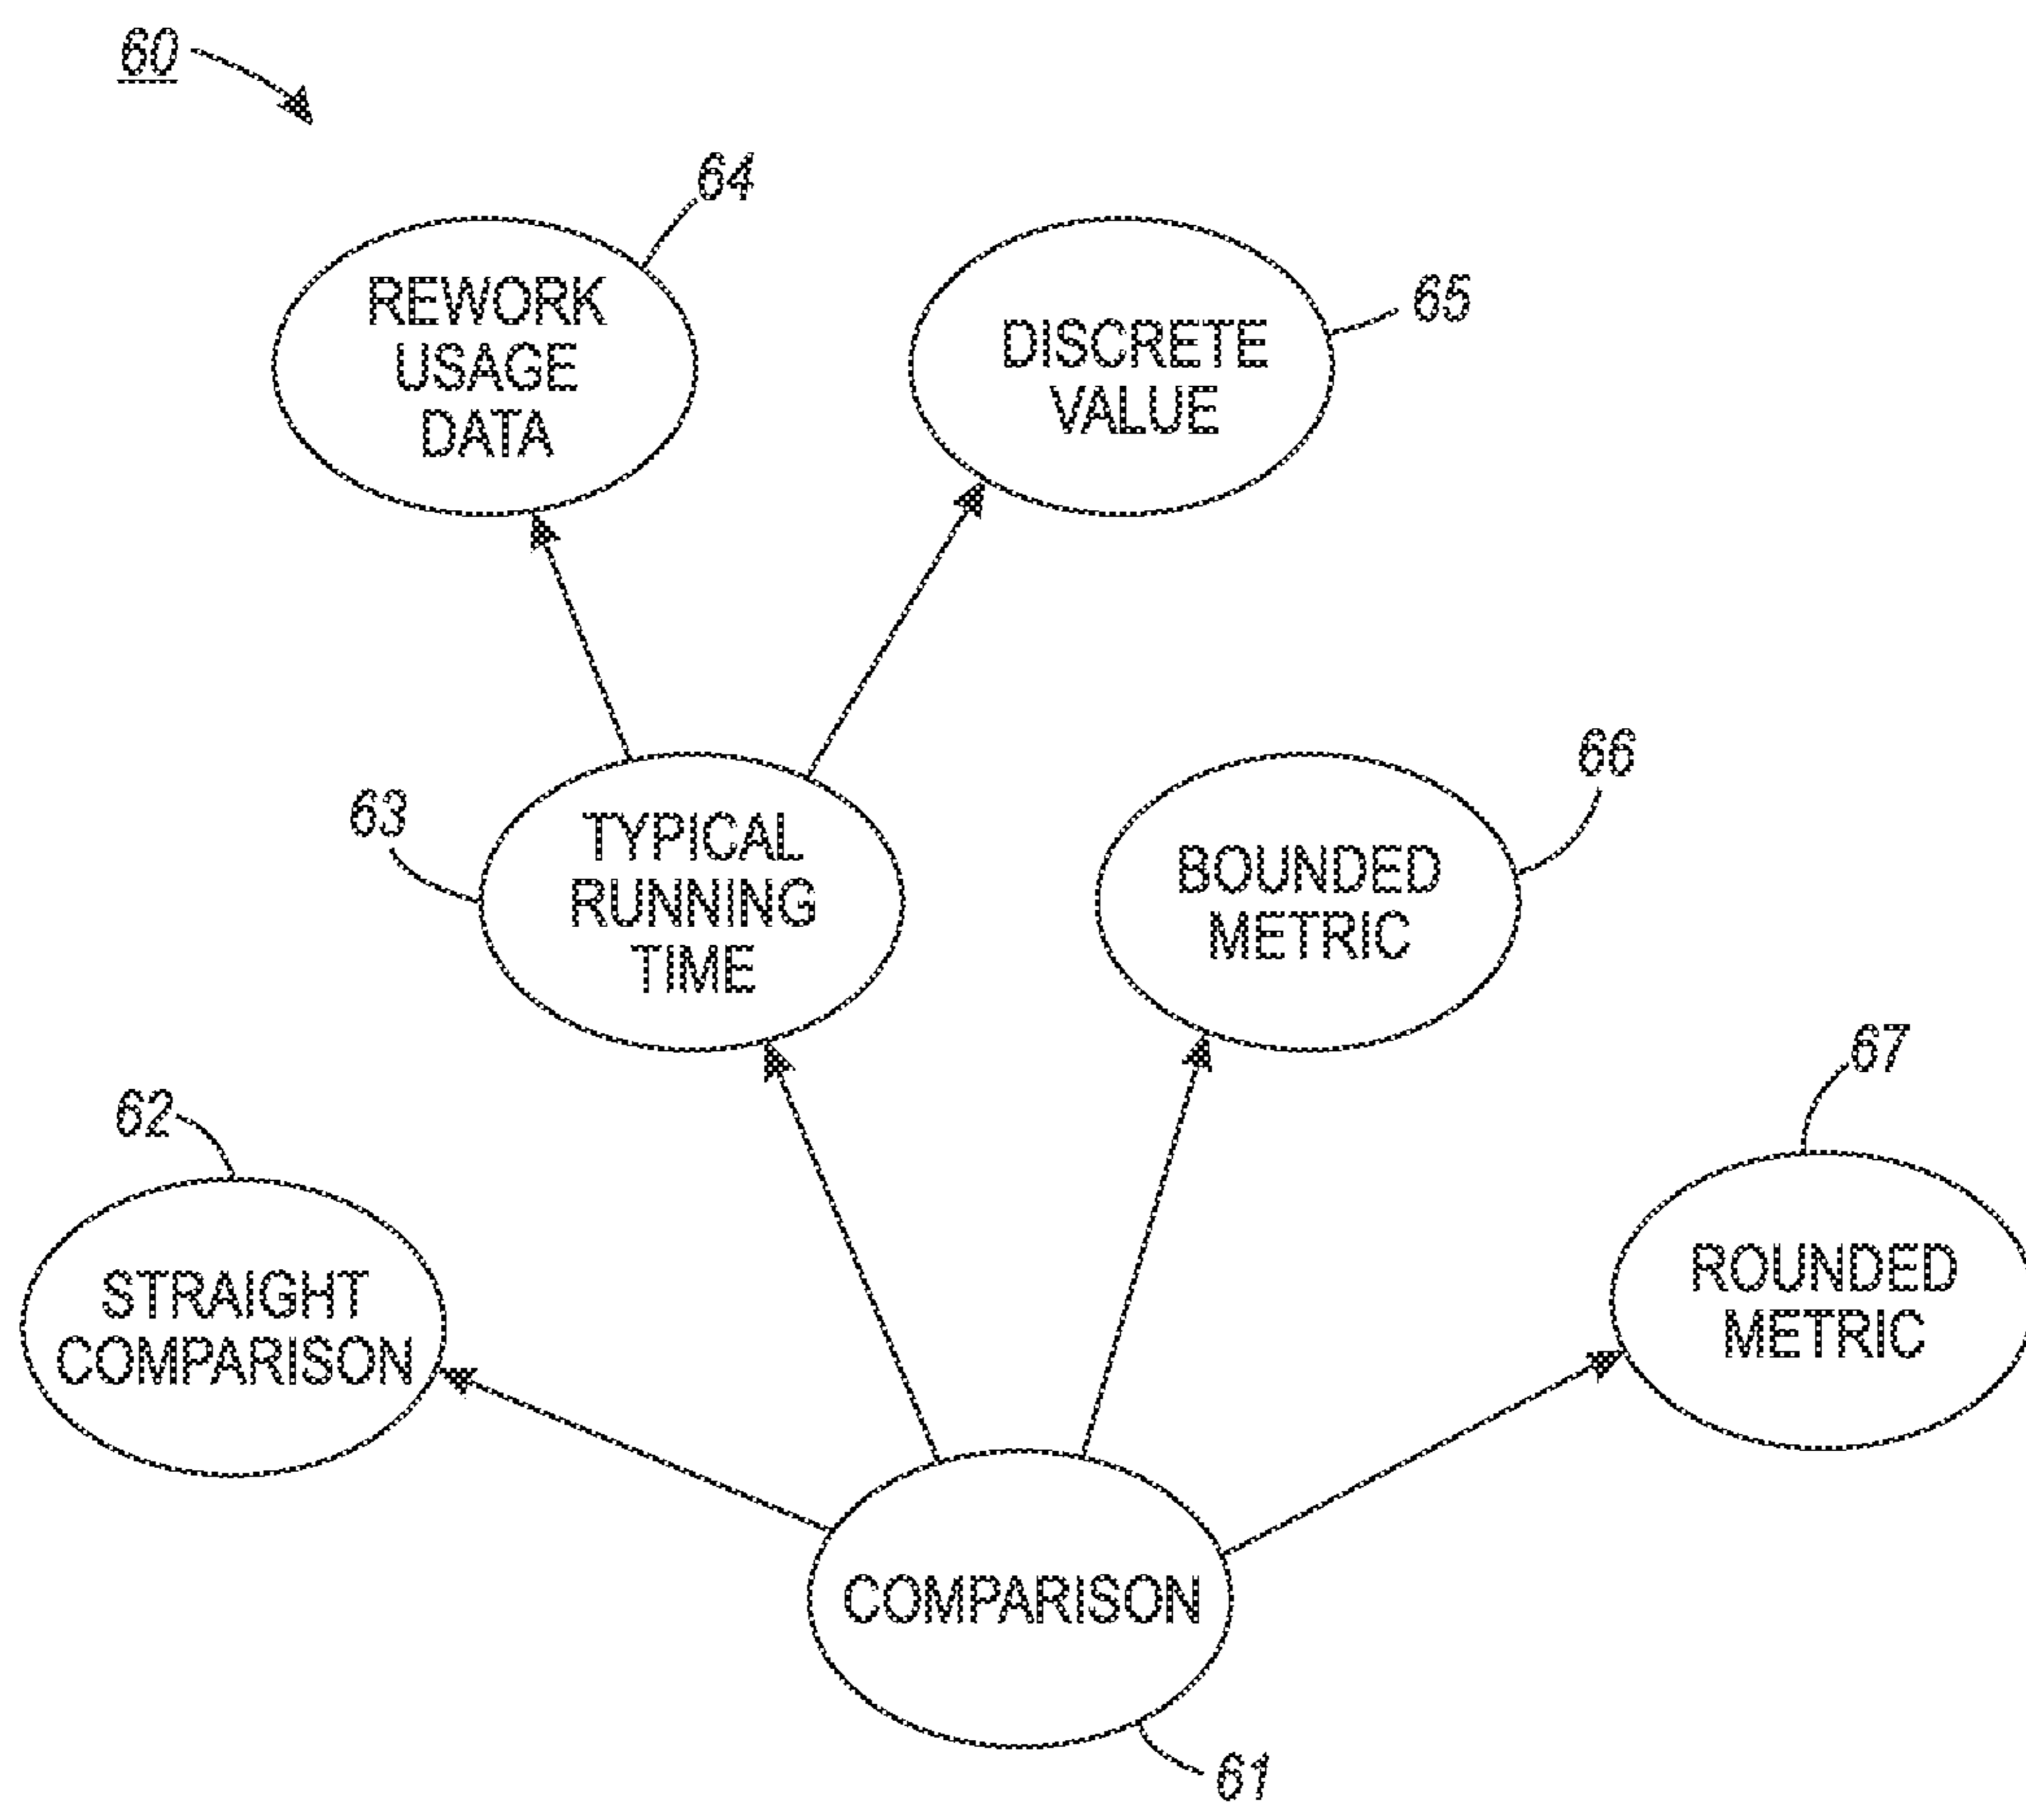 60
64
REWORK
USAGE
DATA
65
DISCRETE
VALUE
63
TYPICAL
RUNNING
TIME
66
BOUNDED
METRIC
62
STRAIGHT
COMPARISON
67
ROUNDED
METRIC
COMPARISON
61